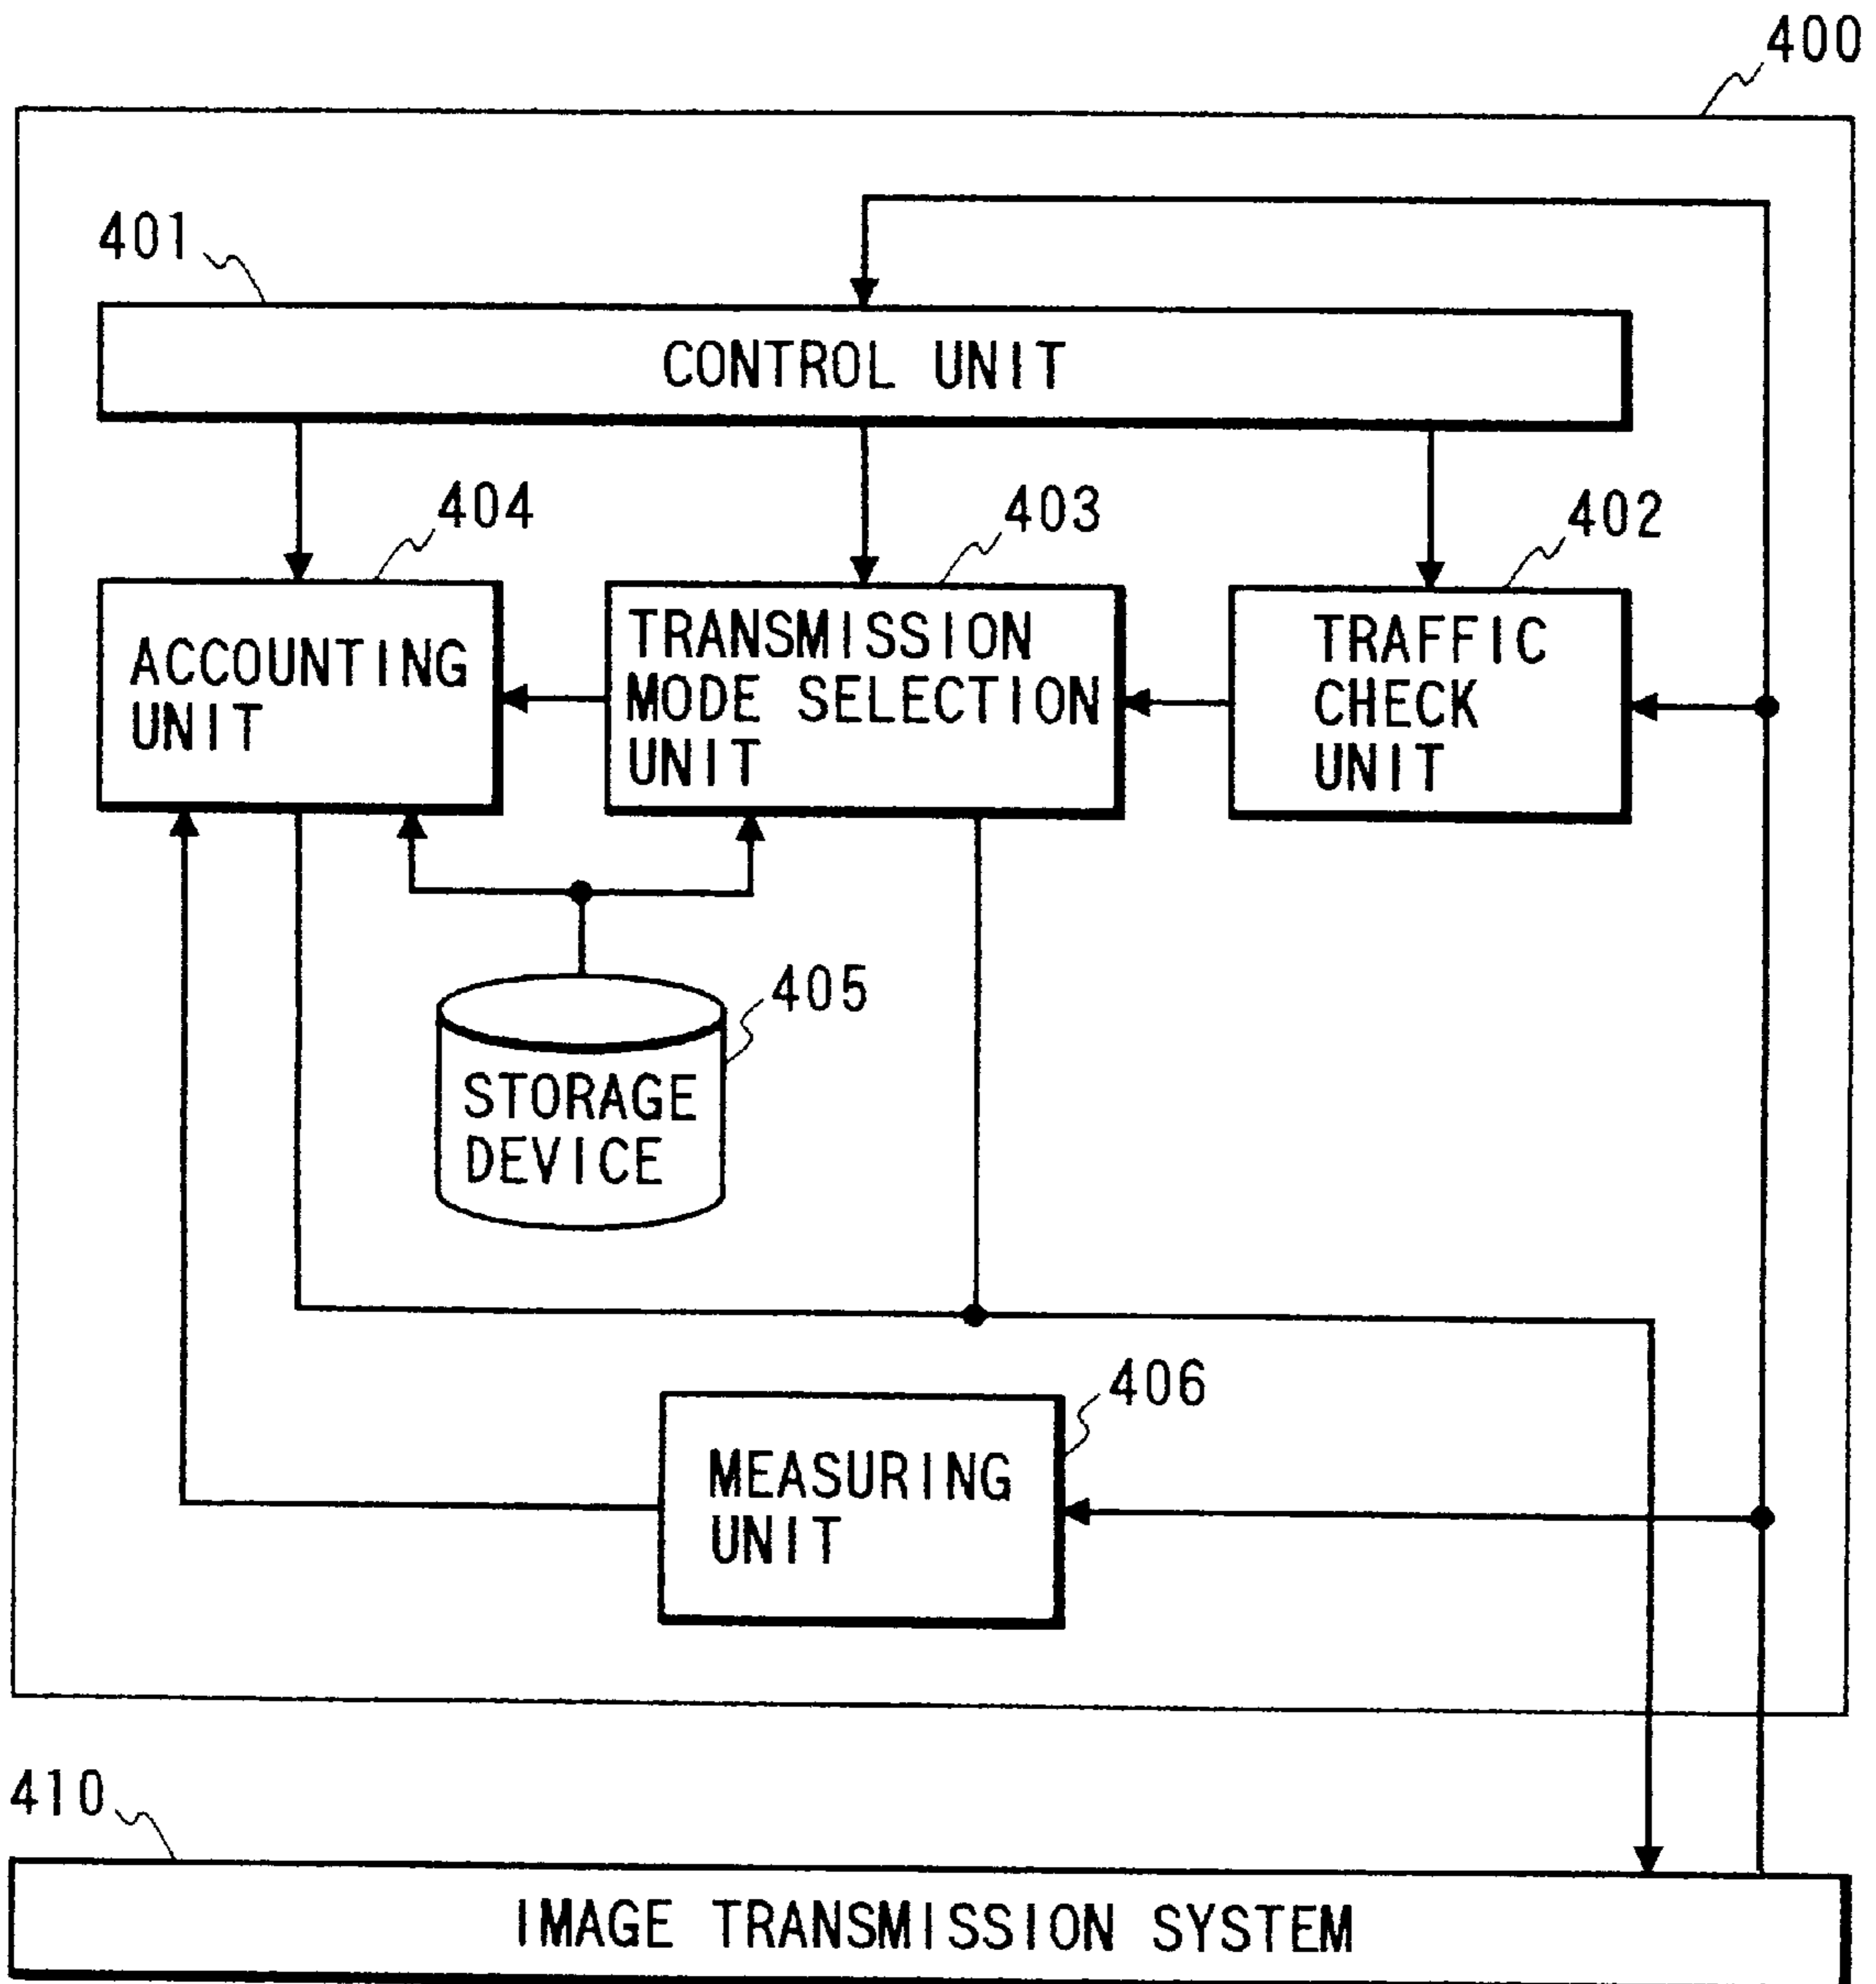 400
401
CONTROL UNIT
404
403
402
ACCOUNTING
UNIT
TRANSMISSION
MODE SELECTION
UNIT
TRAFFIC
CHECK
UNIT
405
STORAGE
DEVICE
406
MEASURING
UNIT
410
IMAGE TRANSMISSION SYSTEM